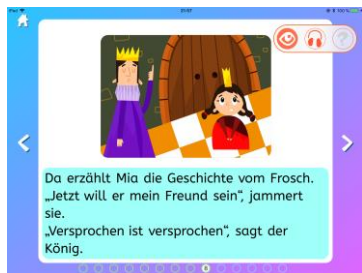 Da erzählt Mia die Geschichte vom Frosch.
„Jetzt will er mein Freund sein“, jammert
sie.
„Versprochen ist versprochen“, sagt der
König.